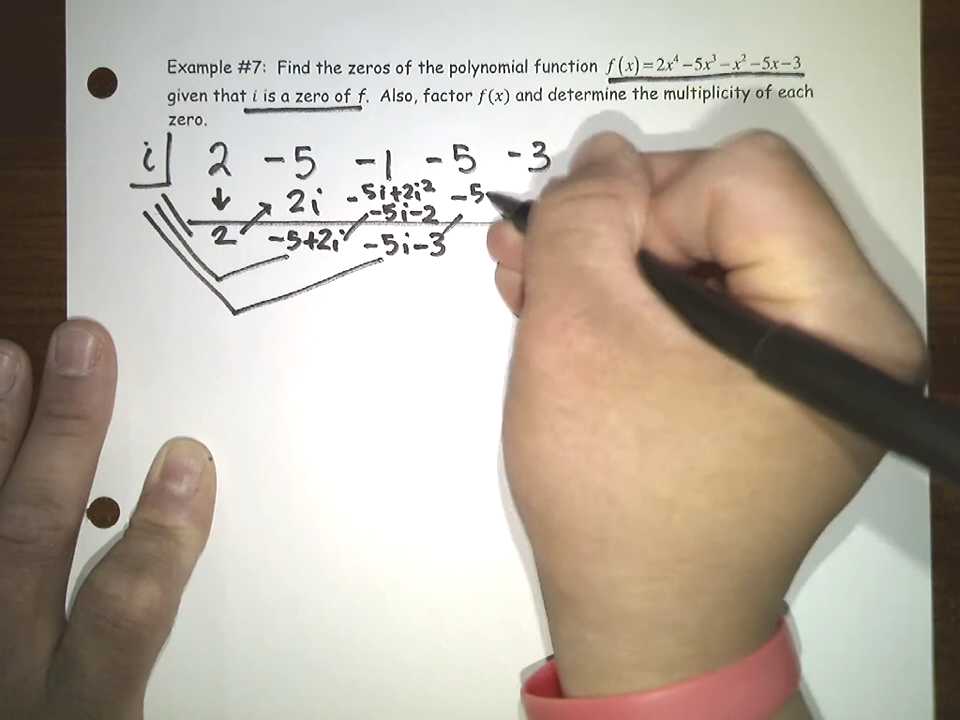 Example #7: Find the zeros of the polynomial function f(x)=2x⁴-5x³-x²-5x-3
given that i is a zero of f. Also, factor f(x) and determine the multiplicity of each
zero.
i 2 -5 -1 -5 -3
2i -5i+2i² -5
-5i-2
2 -5+2i -5i-3